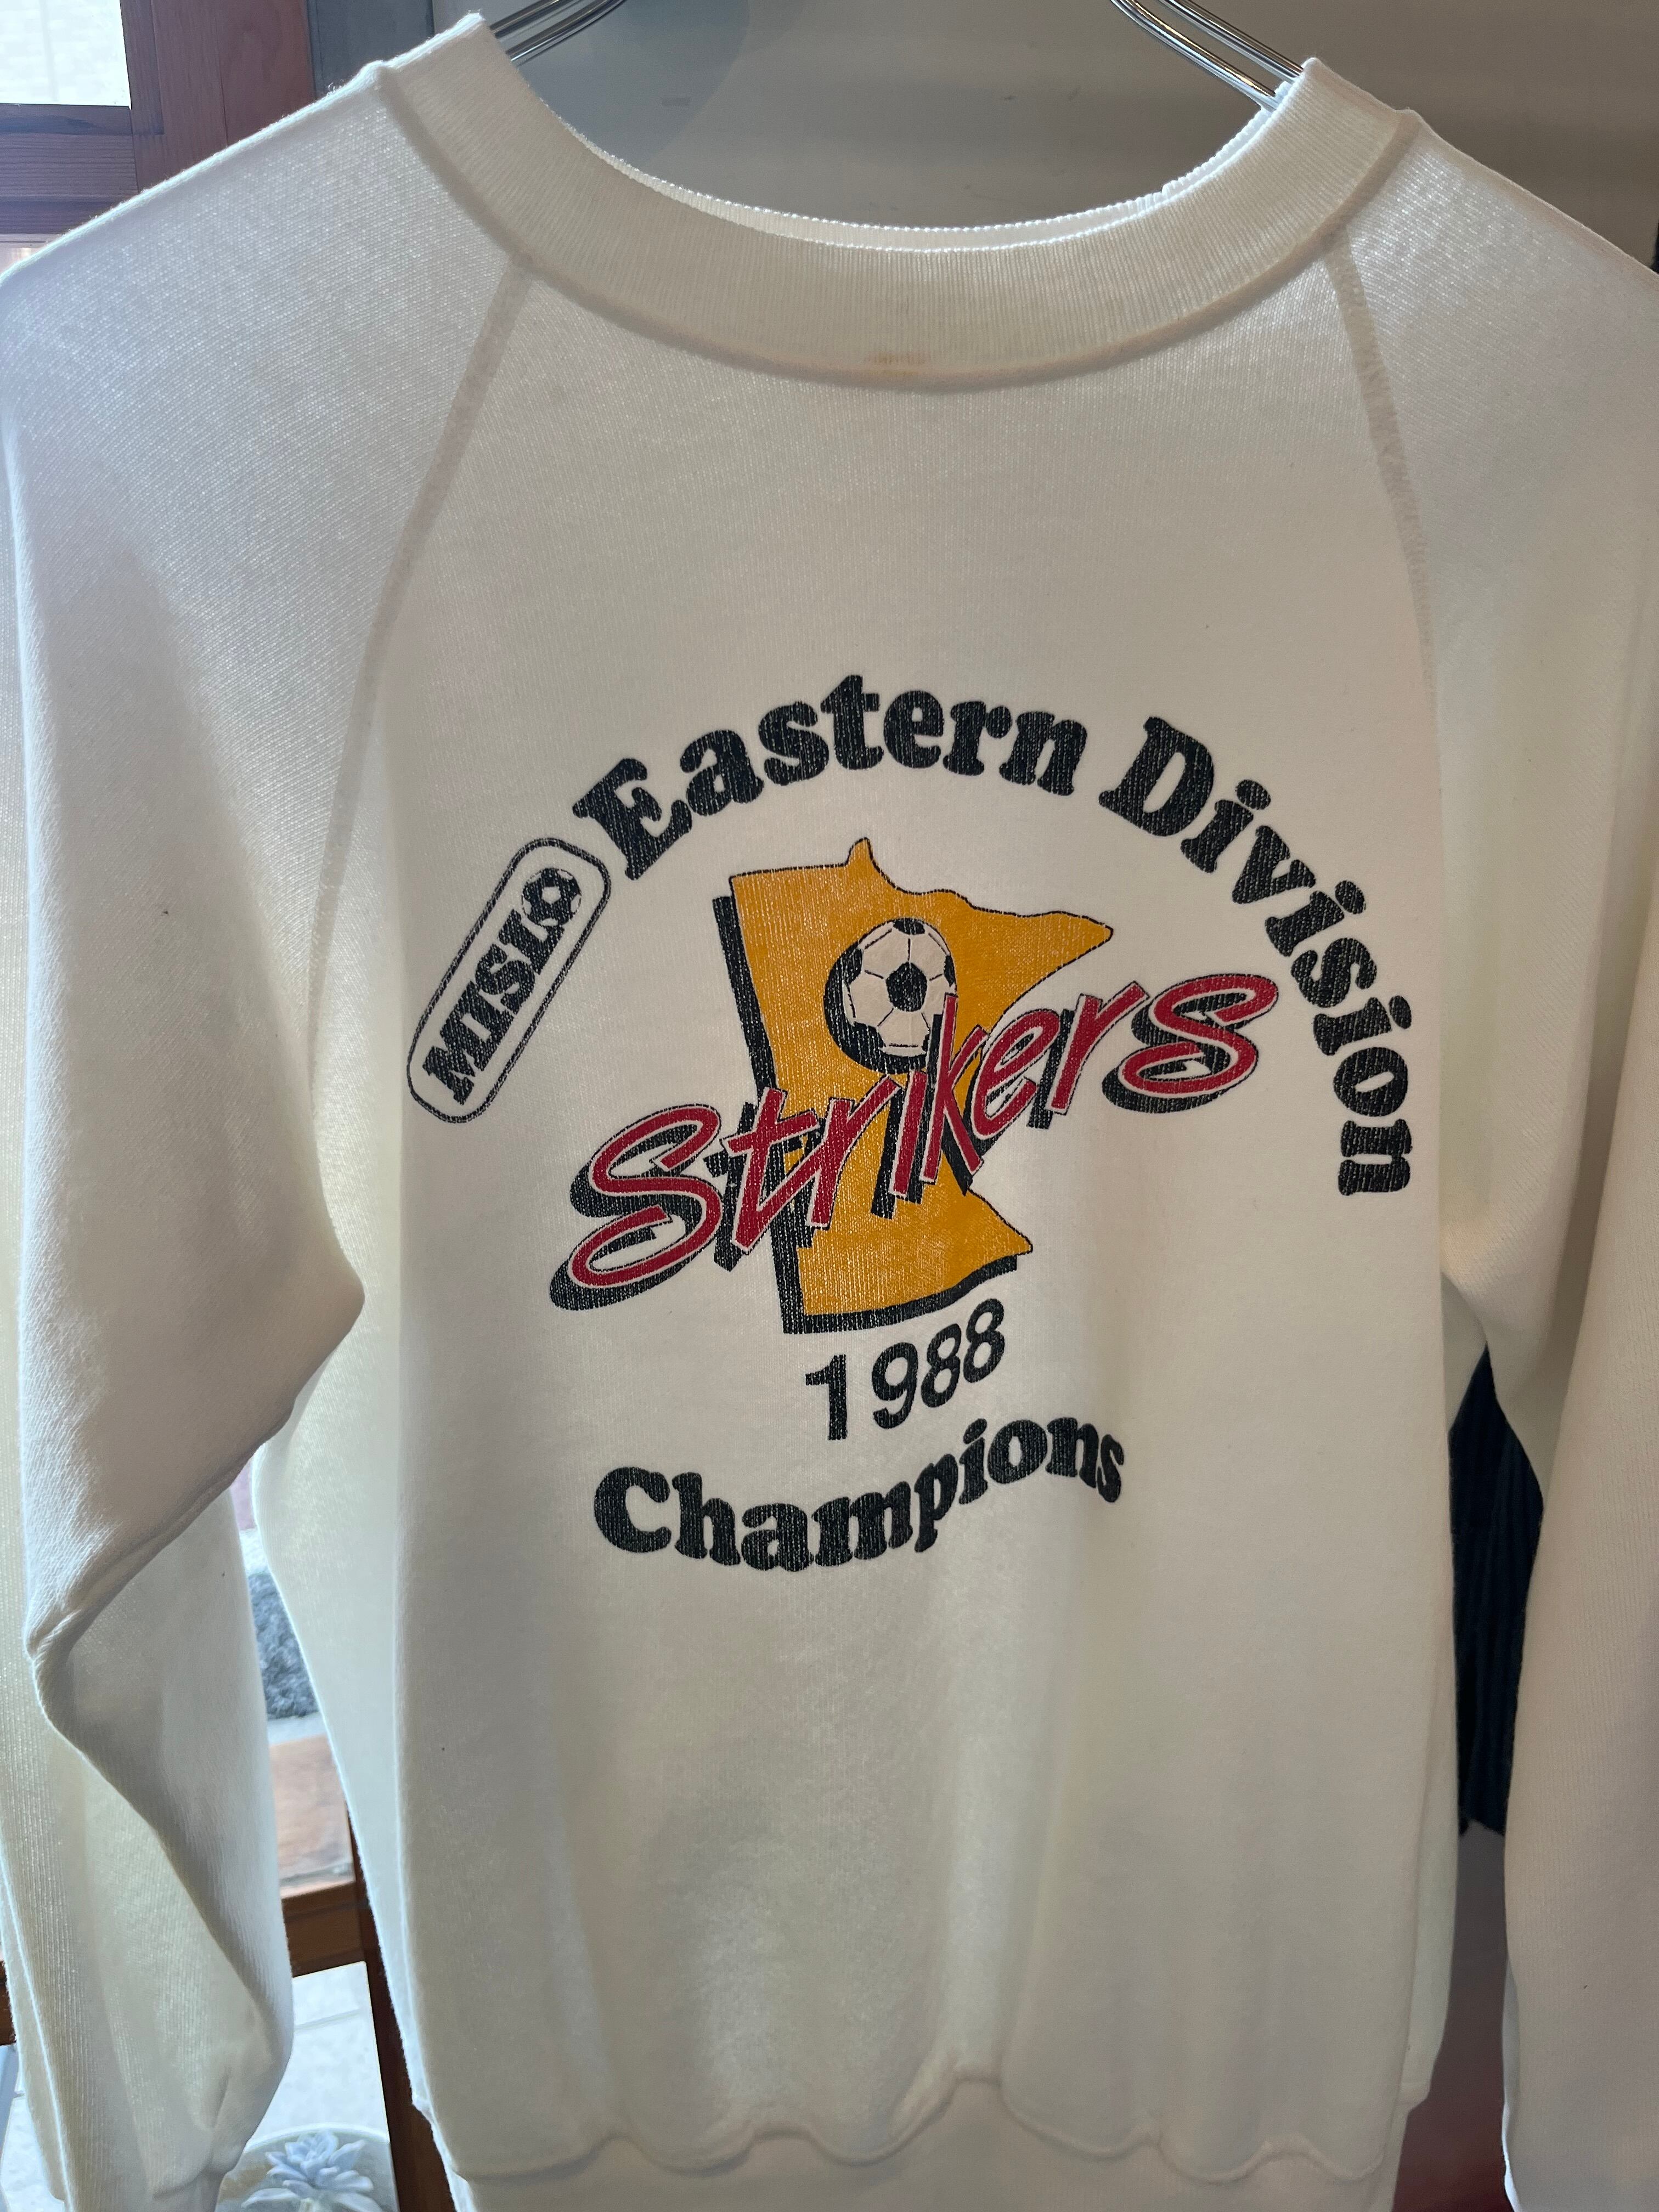 MISL
Eastern Division
Strikers
1988
Champions